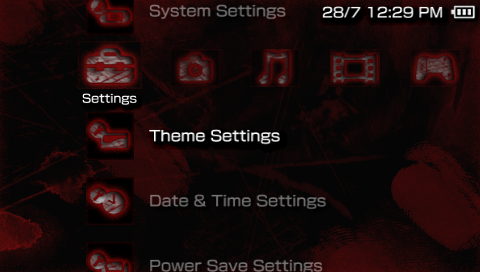 System Settings
28/7 12:29 PM
Settings
Theme Settings
Date & Time Settings
Power Save Settings